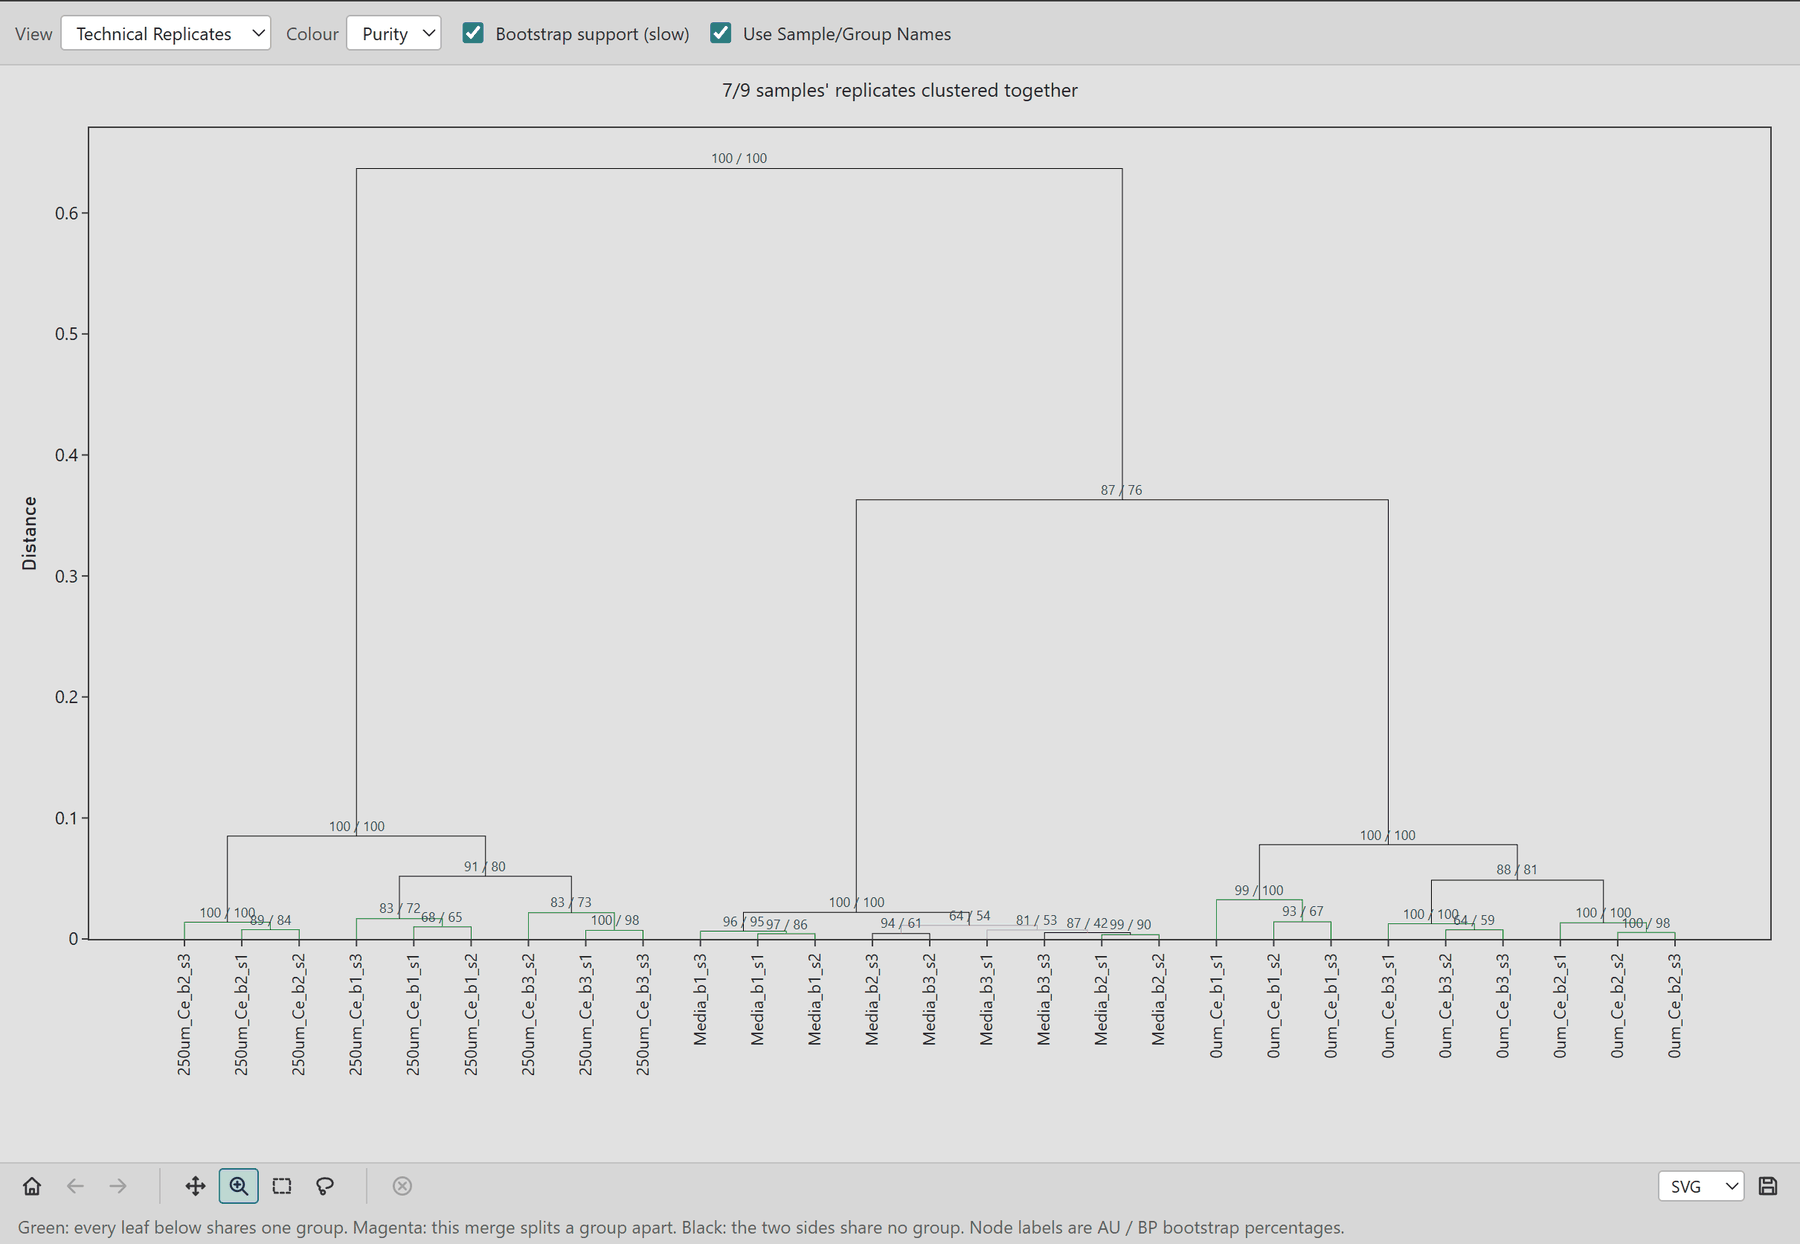 View Technical Replicates Colour Purity Bootstrap support (slow) Use Sample/Group Names
7/9 samples' replicates clustered together
100 / 100
0.6
0.5
0.4
87 / 76
Distance
0.3
0.2
0.1
100 / 100
100 / 100
91 / 80
88 / 81
99 / 100
83 / 72
83 / 73
100 / 100
93 / 67
100 / 100
89 / 84
68 / 65
100 / 98
96 / 95
97 / 86
94 / 61
64 / 54
81 / 53
87 / 42
99 / 90
100 / 100
64 / 59
100 / 100
100 / 98
0
250um_Ce_b2_s3
250um_Ce_b2_s1
250um_Ce_b2_s2
250um_Ce_b1_s3
250um_Ce_b1_s1
250um_Ce_b1_s2
250um_Ce_b3_s2
250um_Ce_b3_s1
250um_Ce_b3_s3
Media_b1_s3
Media_b1_s1
Media_b1_s2
Media_b2_s3
Media_b3_s2
Media_b3_s1
Media_b3_s3
Media_b2_s1
Media_b2_s2
0um_Ce_b1_s1
0um_Ce_b1_s2
0um_Ce_b1_s3
0um_Ce_b3_s1
0um_Ce_b3_s2
0um_Ce_b3_s3
0um_Ce_b2_s1
0um_Ce_b2_s2
0um_Ce_b2_s3
SVG
Green: every leaf below shares one group. Magenta: this merge splits a group apart. Black: the two sides share no group. Node labels are AU / BP bootstrap percentages.